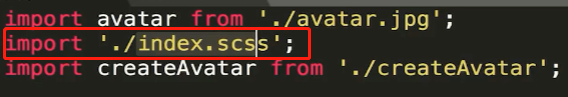 import avatar from './avatar.jpg';
import './index.scss';
import createAvatar from './createAvatar';